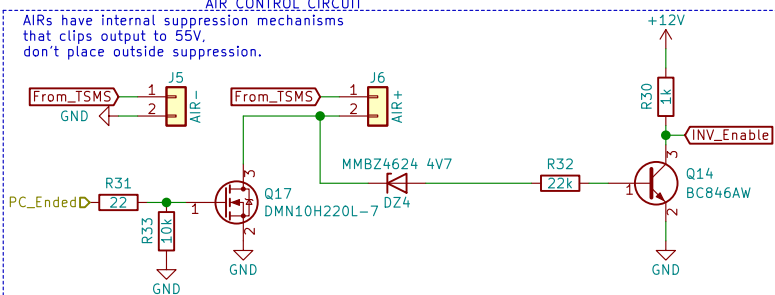 AIR CONTROL CIRCUIT
AIRs have internal suppression mechanisms
that clips output to 55V,
don't place outside suppression.
+12V
J5
J6
R30
1k
From_TSMS
1
From_TSMS
1
GND
2
AIR-
2
AIR+
INV_Enable
3
3
MMBZ4624 4V7
R32
Q14
R31
Q17
22k
1
BC846AW
PC_Ended
22
1
DMN10H220L-7
DZ4
2
R33
10k
2
GND
GND
GND